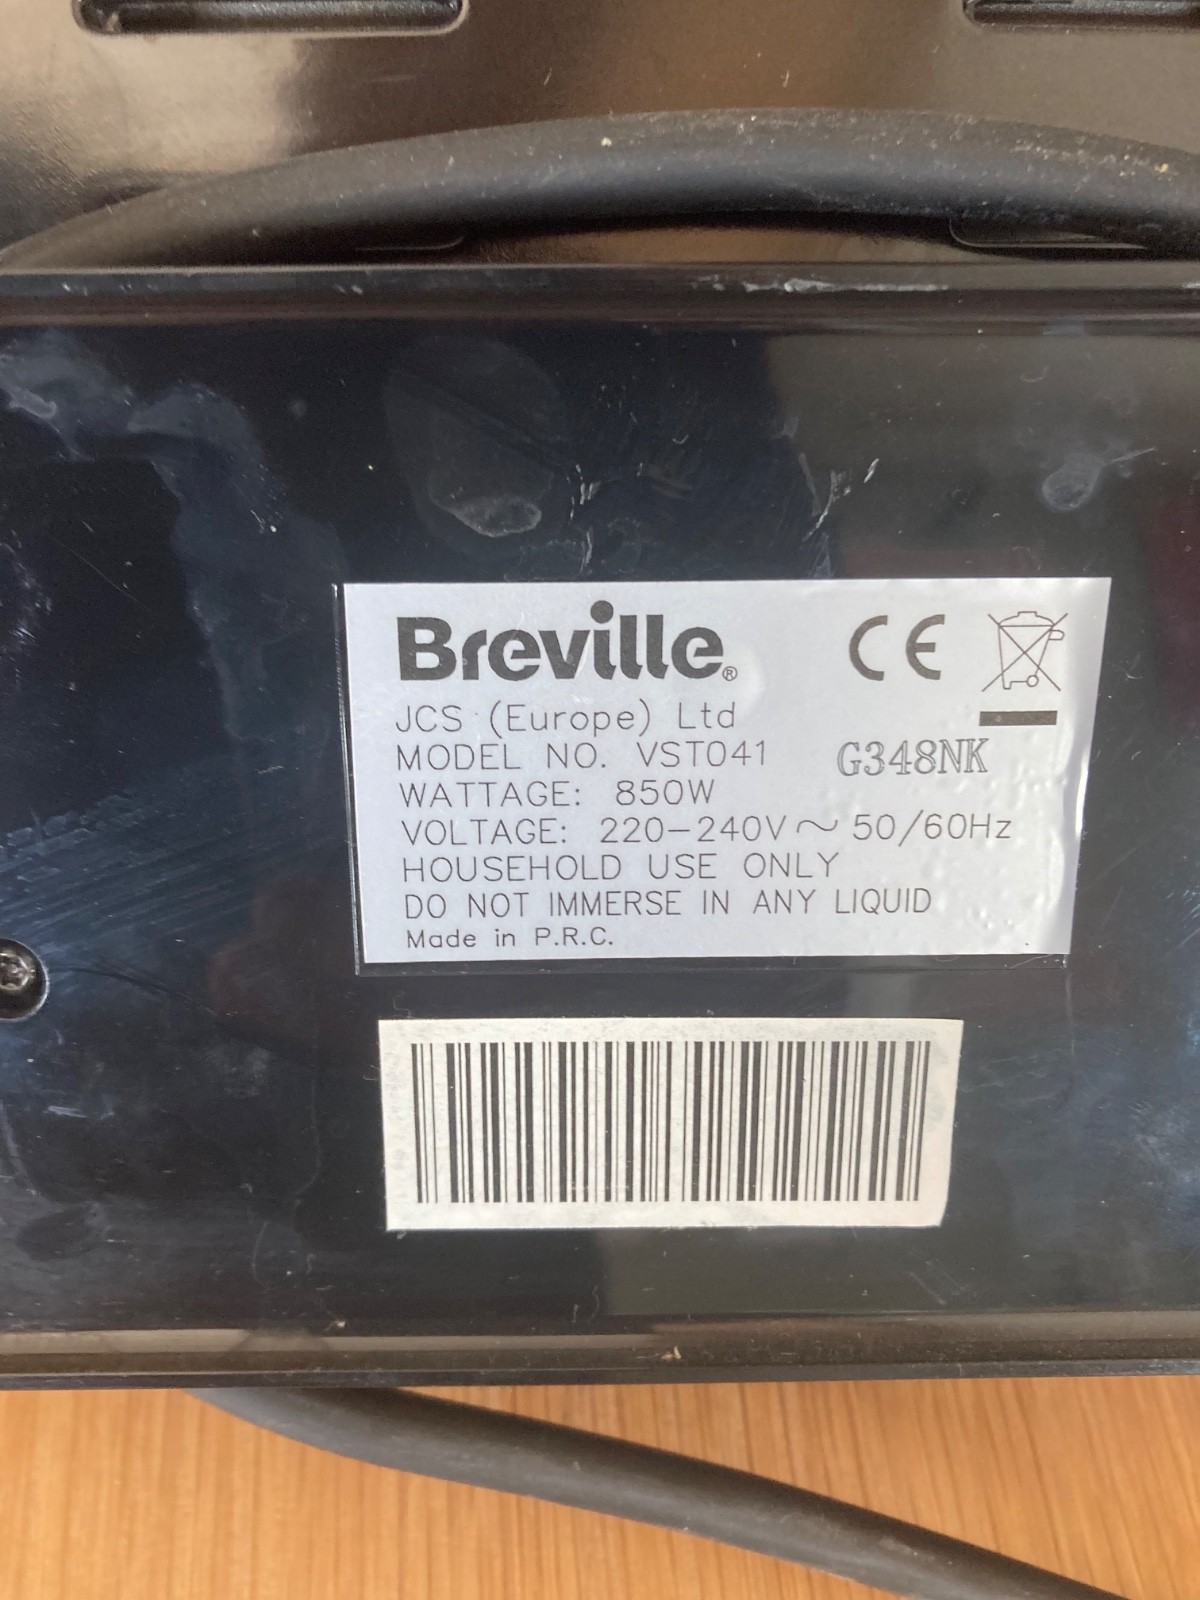 Breville® CE
JCS (Europe) Ltd
MODEL NO. VST041 G348NK
WATTAGE: 850W
VOLTAGE: 220-240V~ 50/60Hz
HOUSEHOLD USE ONLY
DO NOT IMMERSE IN ANY LIQUID
Made in P.R.C.